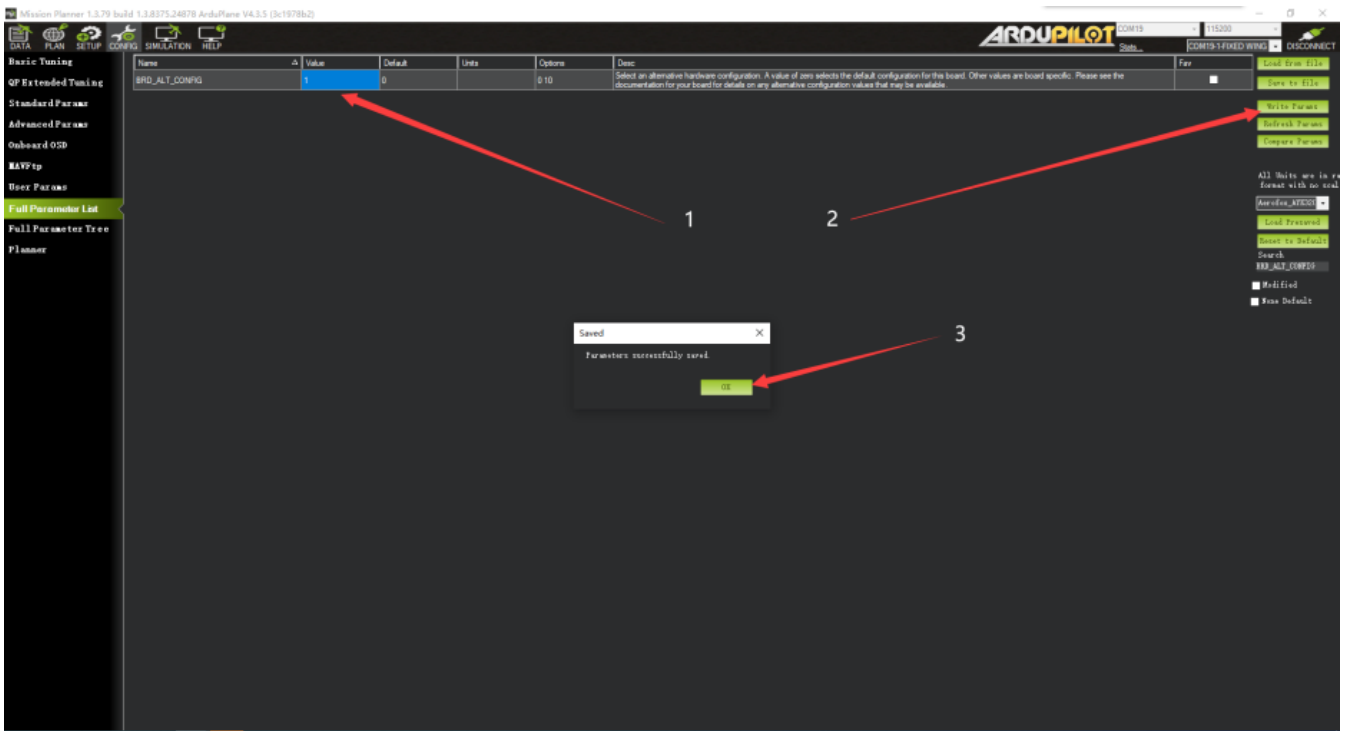 Mission Planner 1.3.79 build 1.3.8375.24878 ArduPlane V4.3.5 (3c1978b2)
DATA PLAN SETUP CONFIG SIMULATION HELP
ARDUPILOT
COM19 115200
Stats...
COM19-1-FIXED WING DISCONNECT
Basic Tuning
QP Extended Tuning
Standard Params
Advanced Params
Onboard OSD
MAVFtp
User Params
Full Parameter List
Full Parameter Tree
Planner
Name Value Default Units Options Desc Fav
BRD_ALT_CONFIG 1 0 0 10 Select an alternative hardware configuration. A value of zero selects the default configuration for this board. Other values are board specific. Please see the
documentation for your board for details on any alternative configuration values that may be available.
Load from file
Save to file
Write Params
Refresh Params
Compare Params
All Units are in
format with no
Load Presaved
Reset to Default
Search
BRD_ALT_CONFIG
Modified
None Default
1
2
Saved
Parameters successfully saved.
OK
3